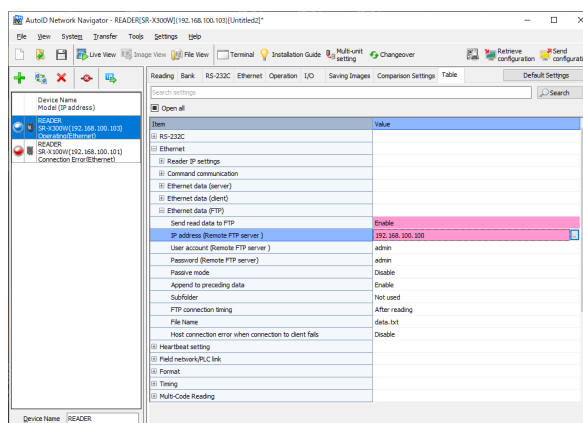 AutoID Network Navigator - READER[SR-X300W](192.168.100.103)[Untitled2]*
File View System Transfer Tools Settings Help
Live View Image View File View Terminal Installation Guide Multi-unit setting Changeover Retrieve configuration Send configurati
Reading Bank RS-232C Ethernet Operation I/O Saving Images Comparison Settings Table Default Settings
Search settings Search
Open all
Device Name
Model (IP address)
READER
SR-X300W(192.168.100.103)
Operating(Ethernet)
READER
SR-X100W(192.168.100.101)
Connection Error(Ethernet)
Item Value
RS-232C
Ethernet
Reader IP settings
Command communication
Ethernet data (server)
Ethernet data (client)
Ethernet data (FTP)
Send read data to FTP Enable
IP address (Remote FTP server ) 192.168.100.100 ...
User account (Remote FTP server ) admin
Password (Remote FTP server) admin
Passive mode Disable
Append to preceding data Enable
Subfolder Not used
FTP connection timing After reading
File Name data.txt
Host connection error when connection to client fails Disable
Heartbeat setting
Field network/PLC link
Format
Timing
Multi-Code Reading
Device Name READER